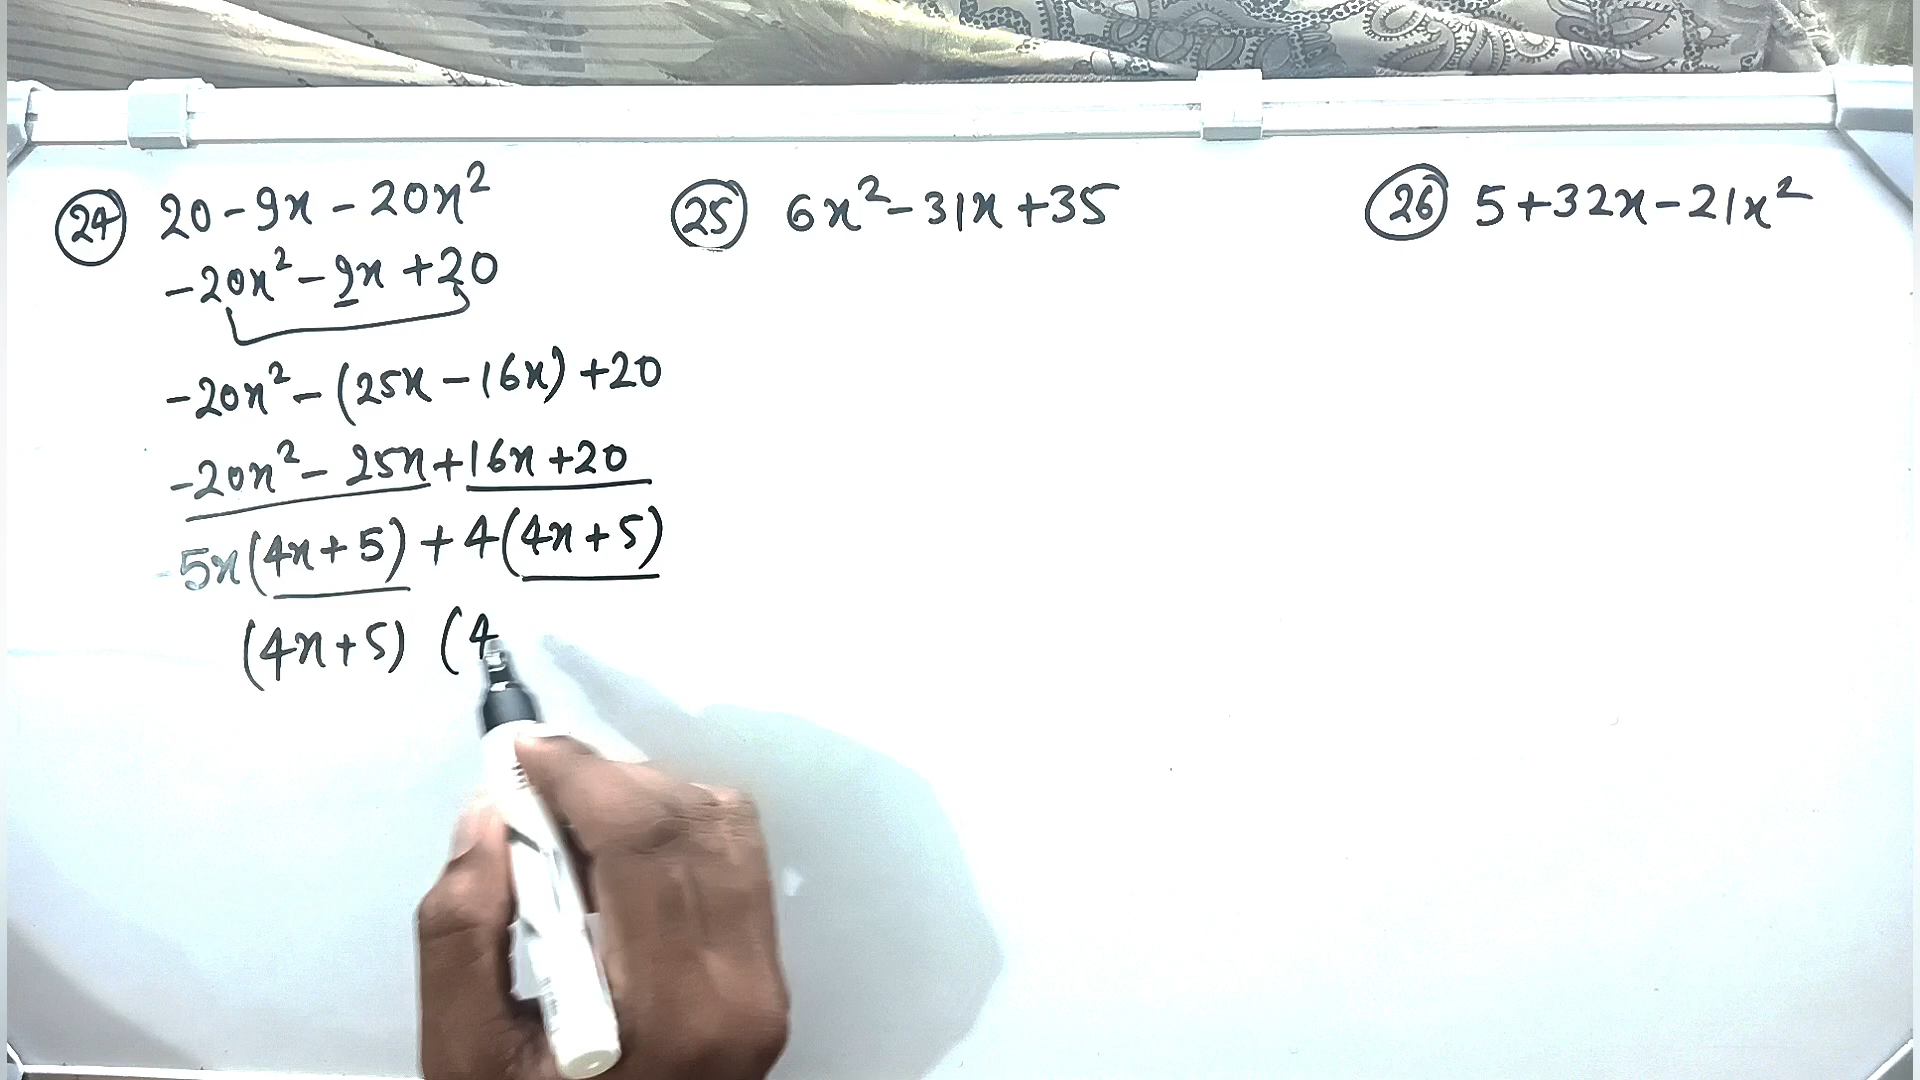 (24) 20-9x-20x²
-20x²-9x+20
-20x²-(25x-16x)+20
-20x²-25x+16x+20
-5x(4x+5)+4(4x+5)
(4x+5) (4
(25) 6x²-31x+35
(26) 5+32x-21x²